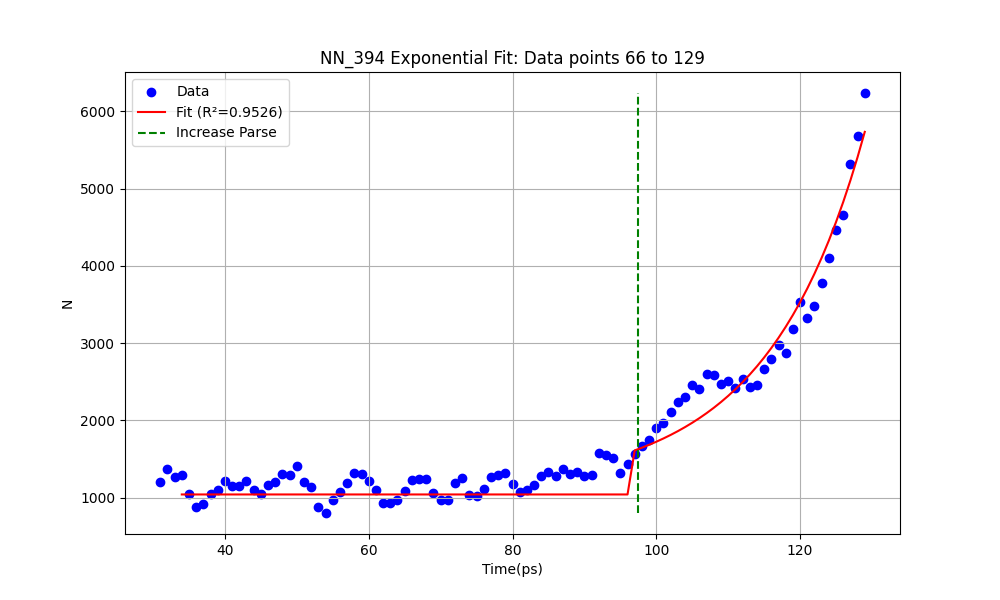 NN_394 Exponential Fit: Data points 66 to 129
Data
Fit (R²=0.9526)
Increase Parse
6000
5000
4000
3000
2000
1000
N
40
60
80
100
120
Time(ps)